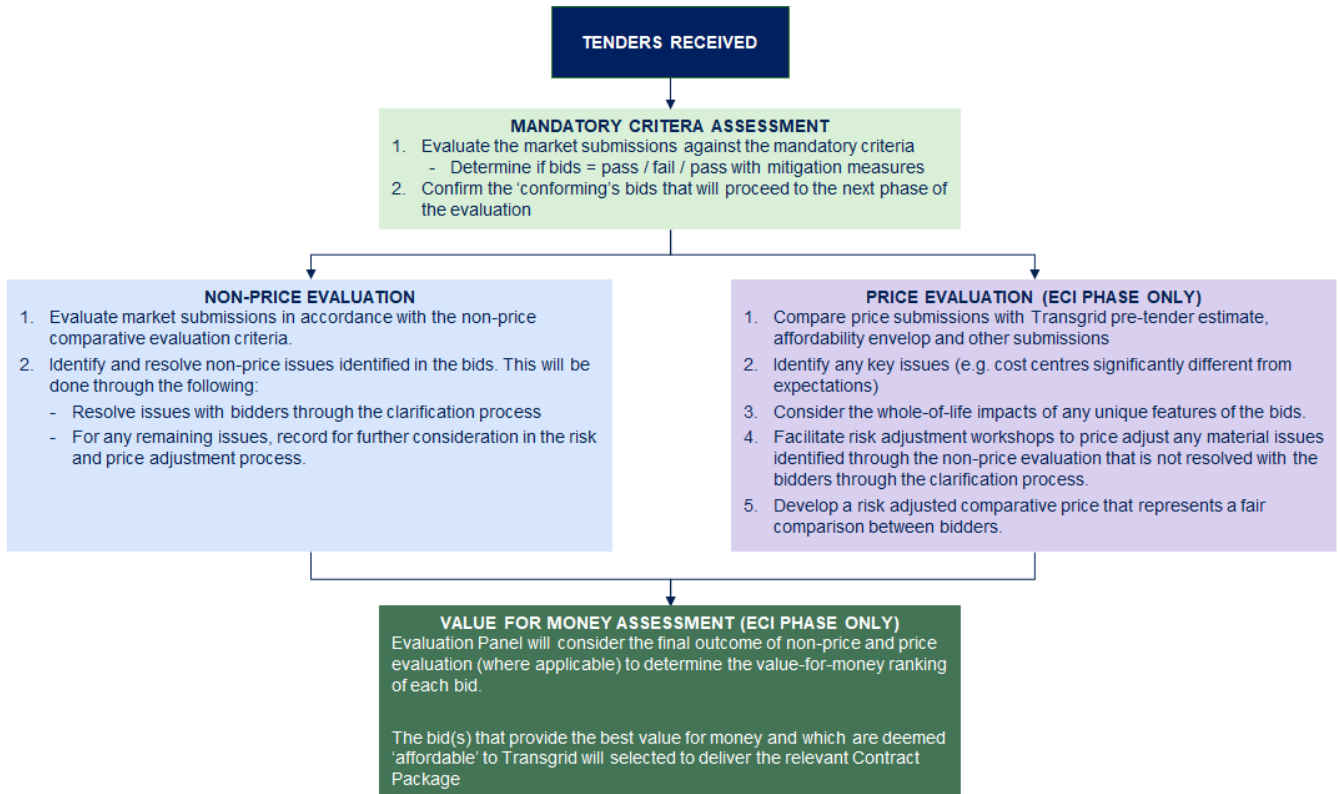 TENDERS RECEIVED
MANDATORY CRITERA ASSESSMENT
1. Evaluate the market submissions against the mandatory criteria
- Determine if bids = pass / fail / pass with mitigation measures
2. Confirm the ‘conforming’s bids that will proceed to the next phase of
the evaluation
NON-PRICE EVALUATION
1. Evaluate market submissions in accordance with the non-price
comparative evaluation criteria.
2. Identify and resolve non-price issues identified in the bids. This will be
done through the following:
- Resolve issues with bidders through the clarification process
- For any remaining issues, record for further consideration in the risk
and price adjustment process.
PRICE EVALUATION (ECI PHASE ONLY)
1. Compare price submissions with Transgrid pre-tender estimate,
affordability envelop and other submissions
2. Identify any key issues (e.g. cost centres significantly different from
expectations)
3. Consider the whole-of-life impacts of any unique features of the bids.
4. Facilitate risk adjustment workshops to price adjust any material issues
identified through the non-price evaluation that is not resolved with the
bidders through the clarification process.
5. Develop a risk adjusted comparative price that represents a fair
comparison between bidders.
VALUE FOR MONEY ASSESSMENT (ECI PHASE ONLY)
Evaluation Panel will consider the final outcome of non-price and price
evaluation (where applicable) to determine the value-for-money ranking
of each bid.
The bid(s) that provide the best value for money and which are deemed
‘affordable’ to Transgrid will selected to deliver the relevant Contract
Package